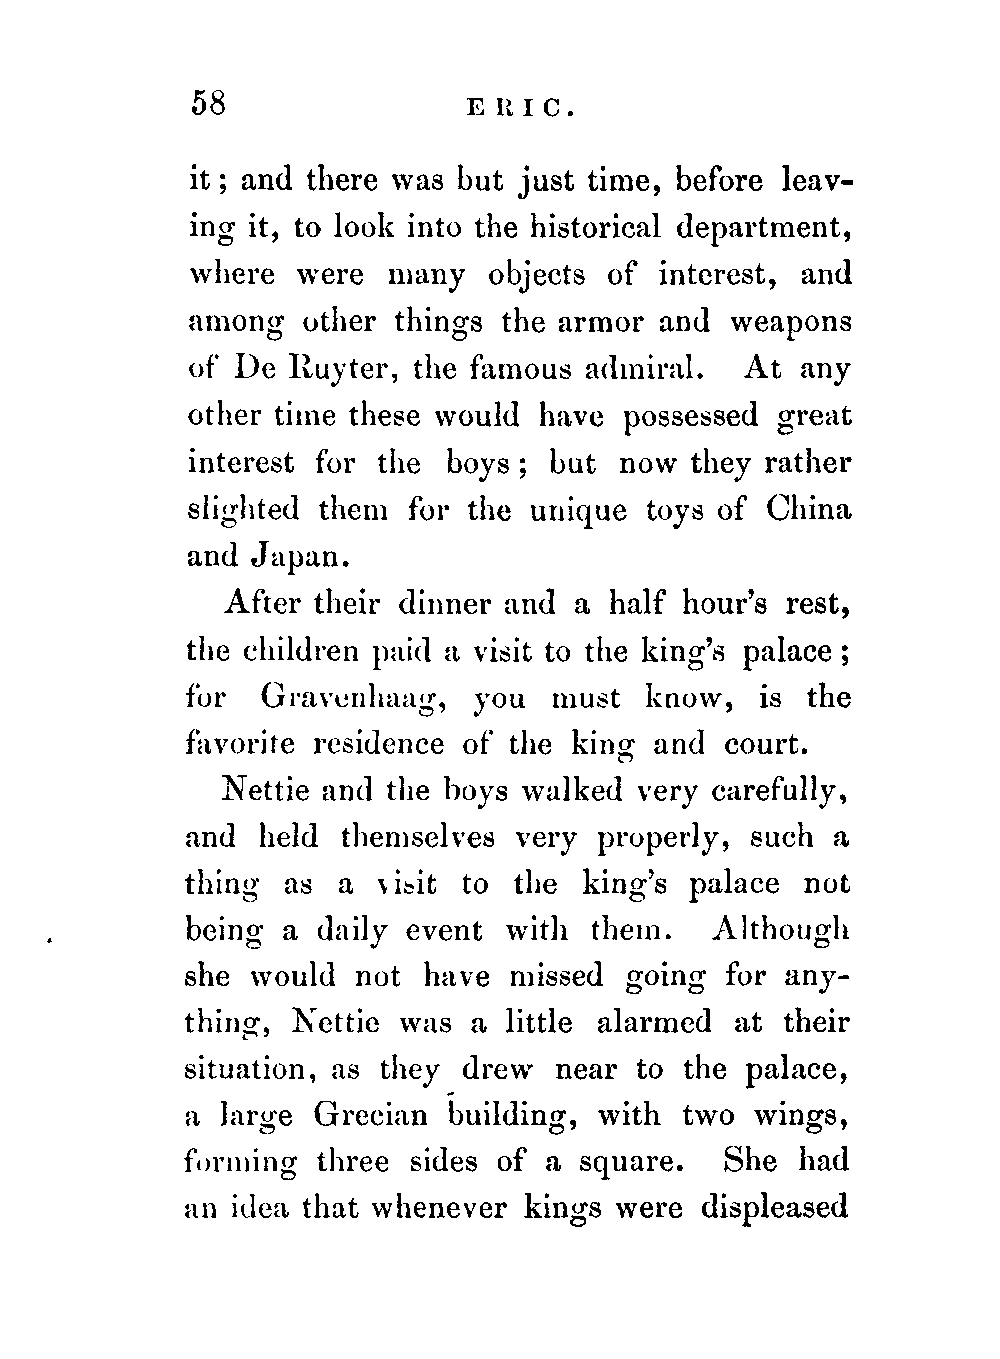 58 ERIC.
it; and there was but just time, before leav-
ing it, to look into the historical department,
where were many objects of interest, and
among other things the armor and weapons
of De Ruyter, the famous admiral. At any
other time these would have possessed great
interest for the boys; but now they rather
slighted them for the unique toys of China
and Japan.
After their dinner and a half hour's rest,
the children paid a visit to the king's palace;
for Gravenhaag, you must know, is the
favorite residence of the king and court.
Nettie and the boys walked very carefully,
and held themselves very properly, such a
thing as a visit to the king's palace not
being a daily event with them. Although
she would not have missed going for any-
thing, Nettie was a little alarmed at their
situation, as they drew near to the palace,
a large Grecian building, with two wings,
forming three sides of a square. She had
an idea that whenever kings were displeased